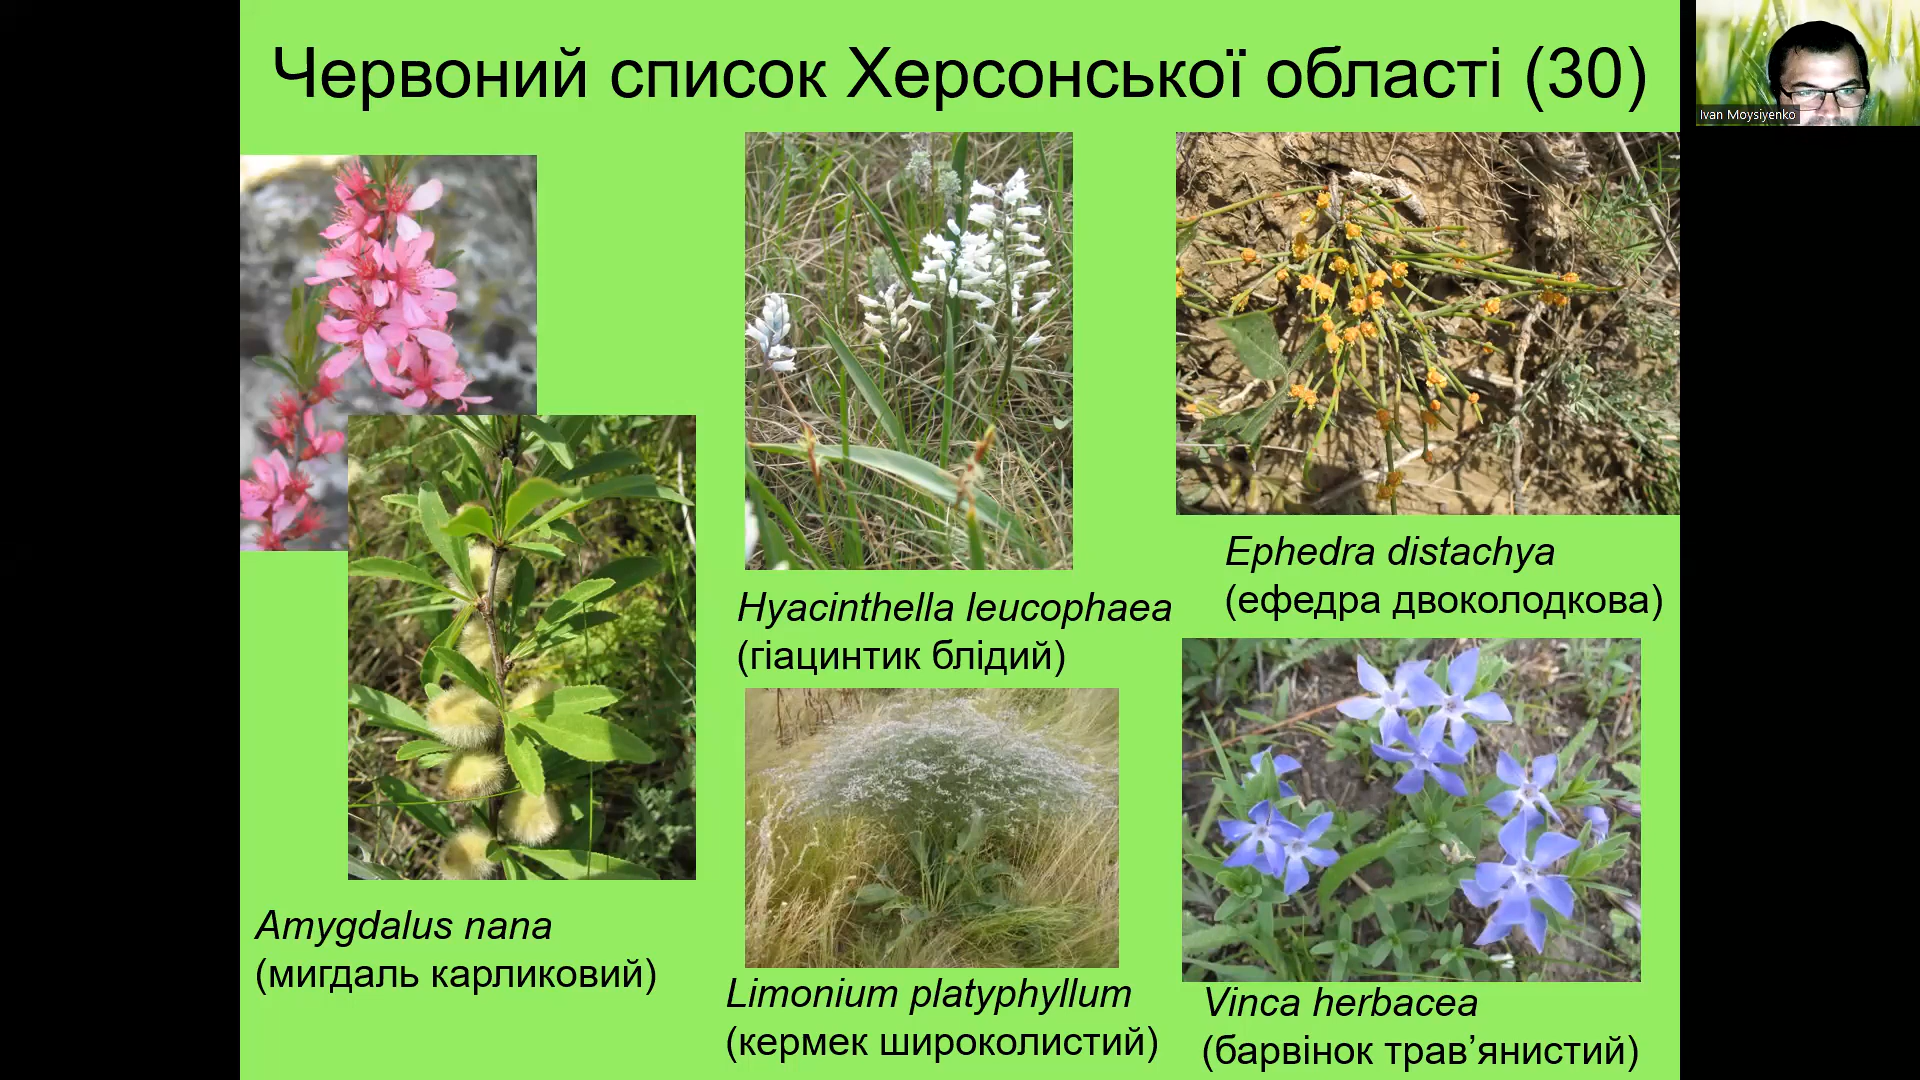 Червоний список Херсонської області (30)
Ivan Moysiyenko
Ephedra distachya
(ефедра двоколодкова)
Hyacinthella leucophaea
(гіацинтик блідий)
Amygdalus nana
(мигдаль карликовий)
Limonium platyphyllum
(кермек широколистий)
Vinca herbacea
(барвінок трав’янистий)